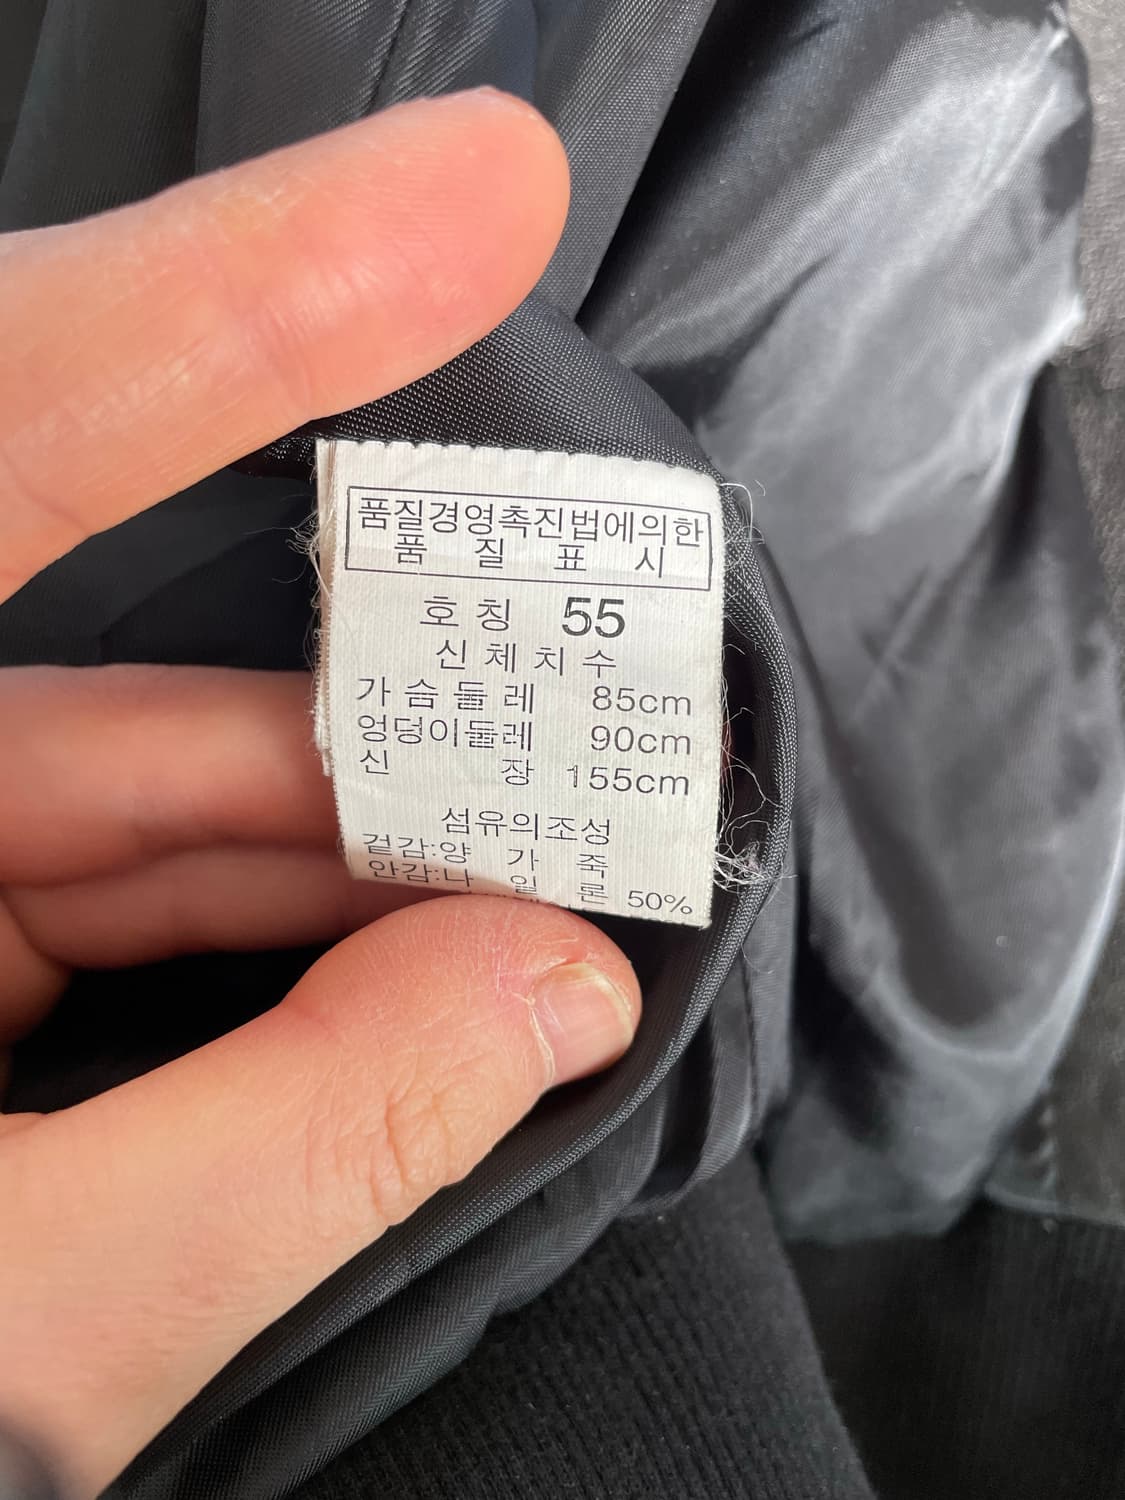 품질경영촉진법에의한
품 질 표 시
호 칭 55
신 체 치 수
가 슴 둘 레 85cm
엉덩이둘레 90cm
신 장 155cm
섬유의조성
겉감:양 가 죽
안감:나 일 론 50%